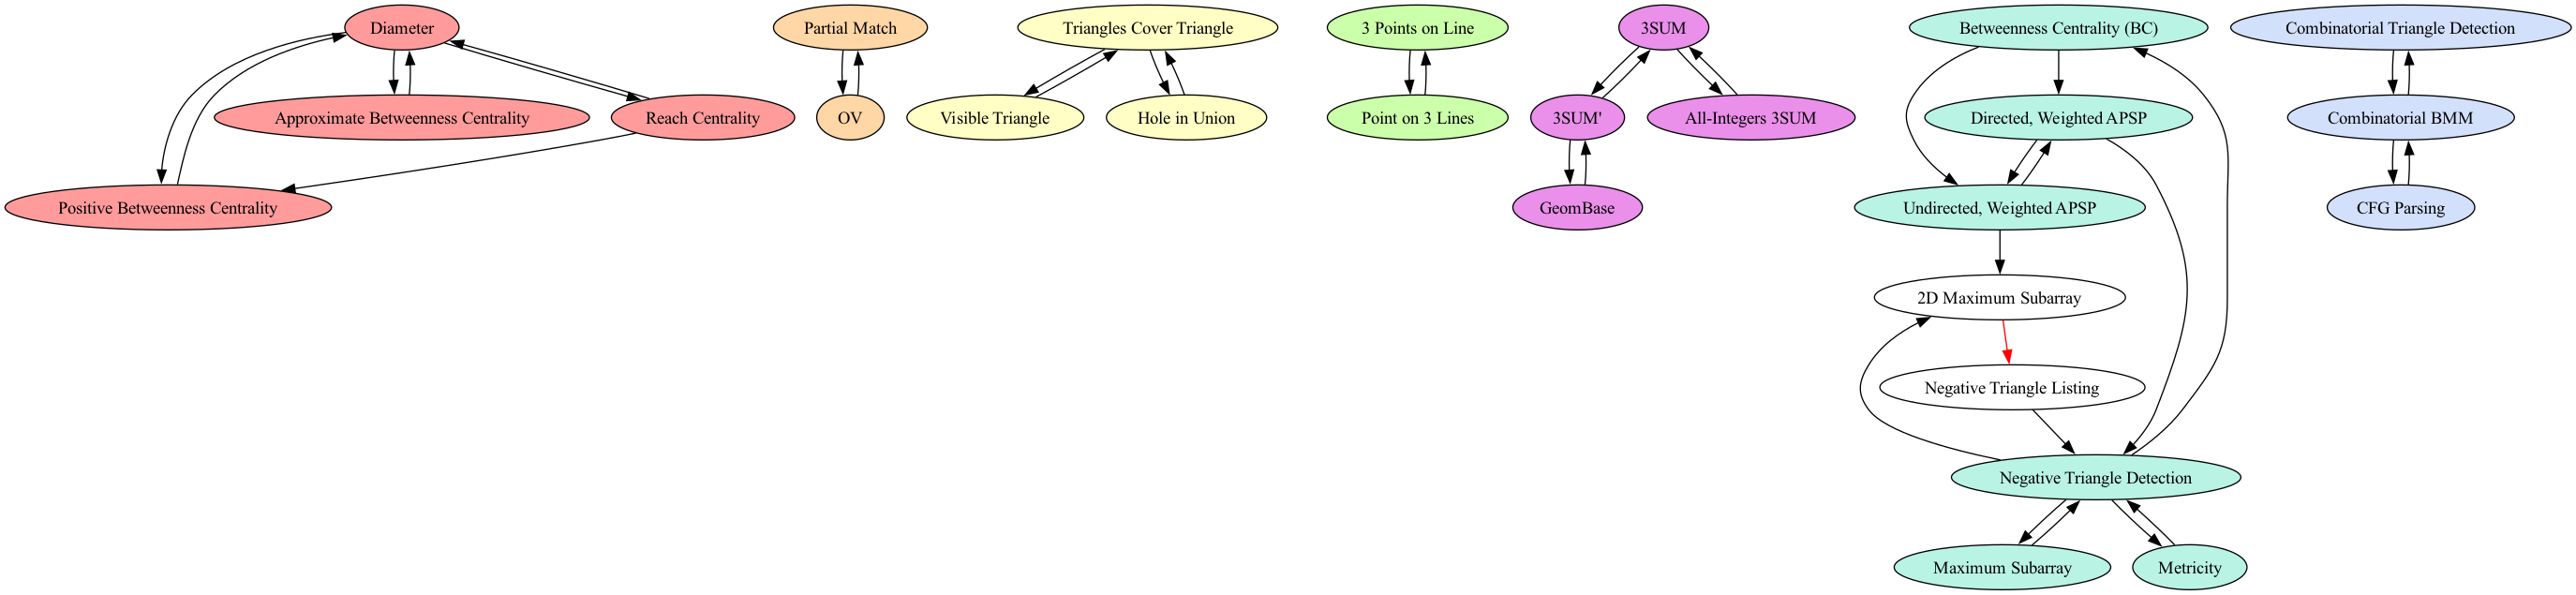 Diameter
Partial Match
Triangles Cover Triangle
3 Points on Line
3SUM
Betweenness Centrality (BC)
Combinatorial Triangle Detection
Approximate Betweenness Centrality
Reach Centrality
OV
Visible Triangle
Hole in Union
Point on 3 Lines
3SUM'
All-Integers 3SUM
Directed, Weighted APSP
Combinatorial BMM
Positive Betweenness Centrality
GeomBase
Undirected, Weighted APSP
CFG Parsing
2D Maximum Subarray
Negative Triangle Listing
Negative Triangle Detection
Maximum Subarray
Metricity